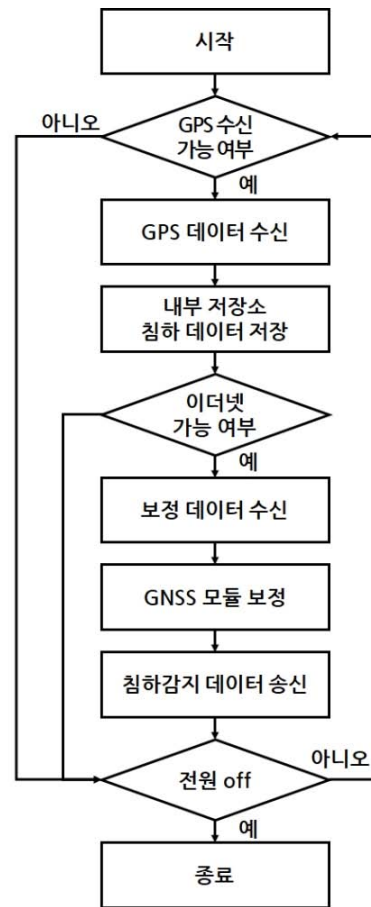 시작
아니오
GPS 수신
가능 여부
예
GPS 데이터 수신
내부 저장소
침하 데이터 저장
이더넷
가능 여부
예
보정 데이터 수신
GNSS 모듈 보정
침하감지 데이터 송신
전원 off
아니오
예
종료